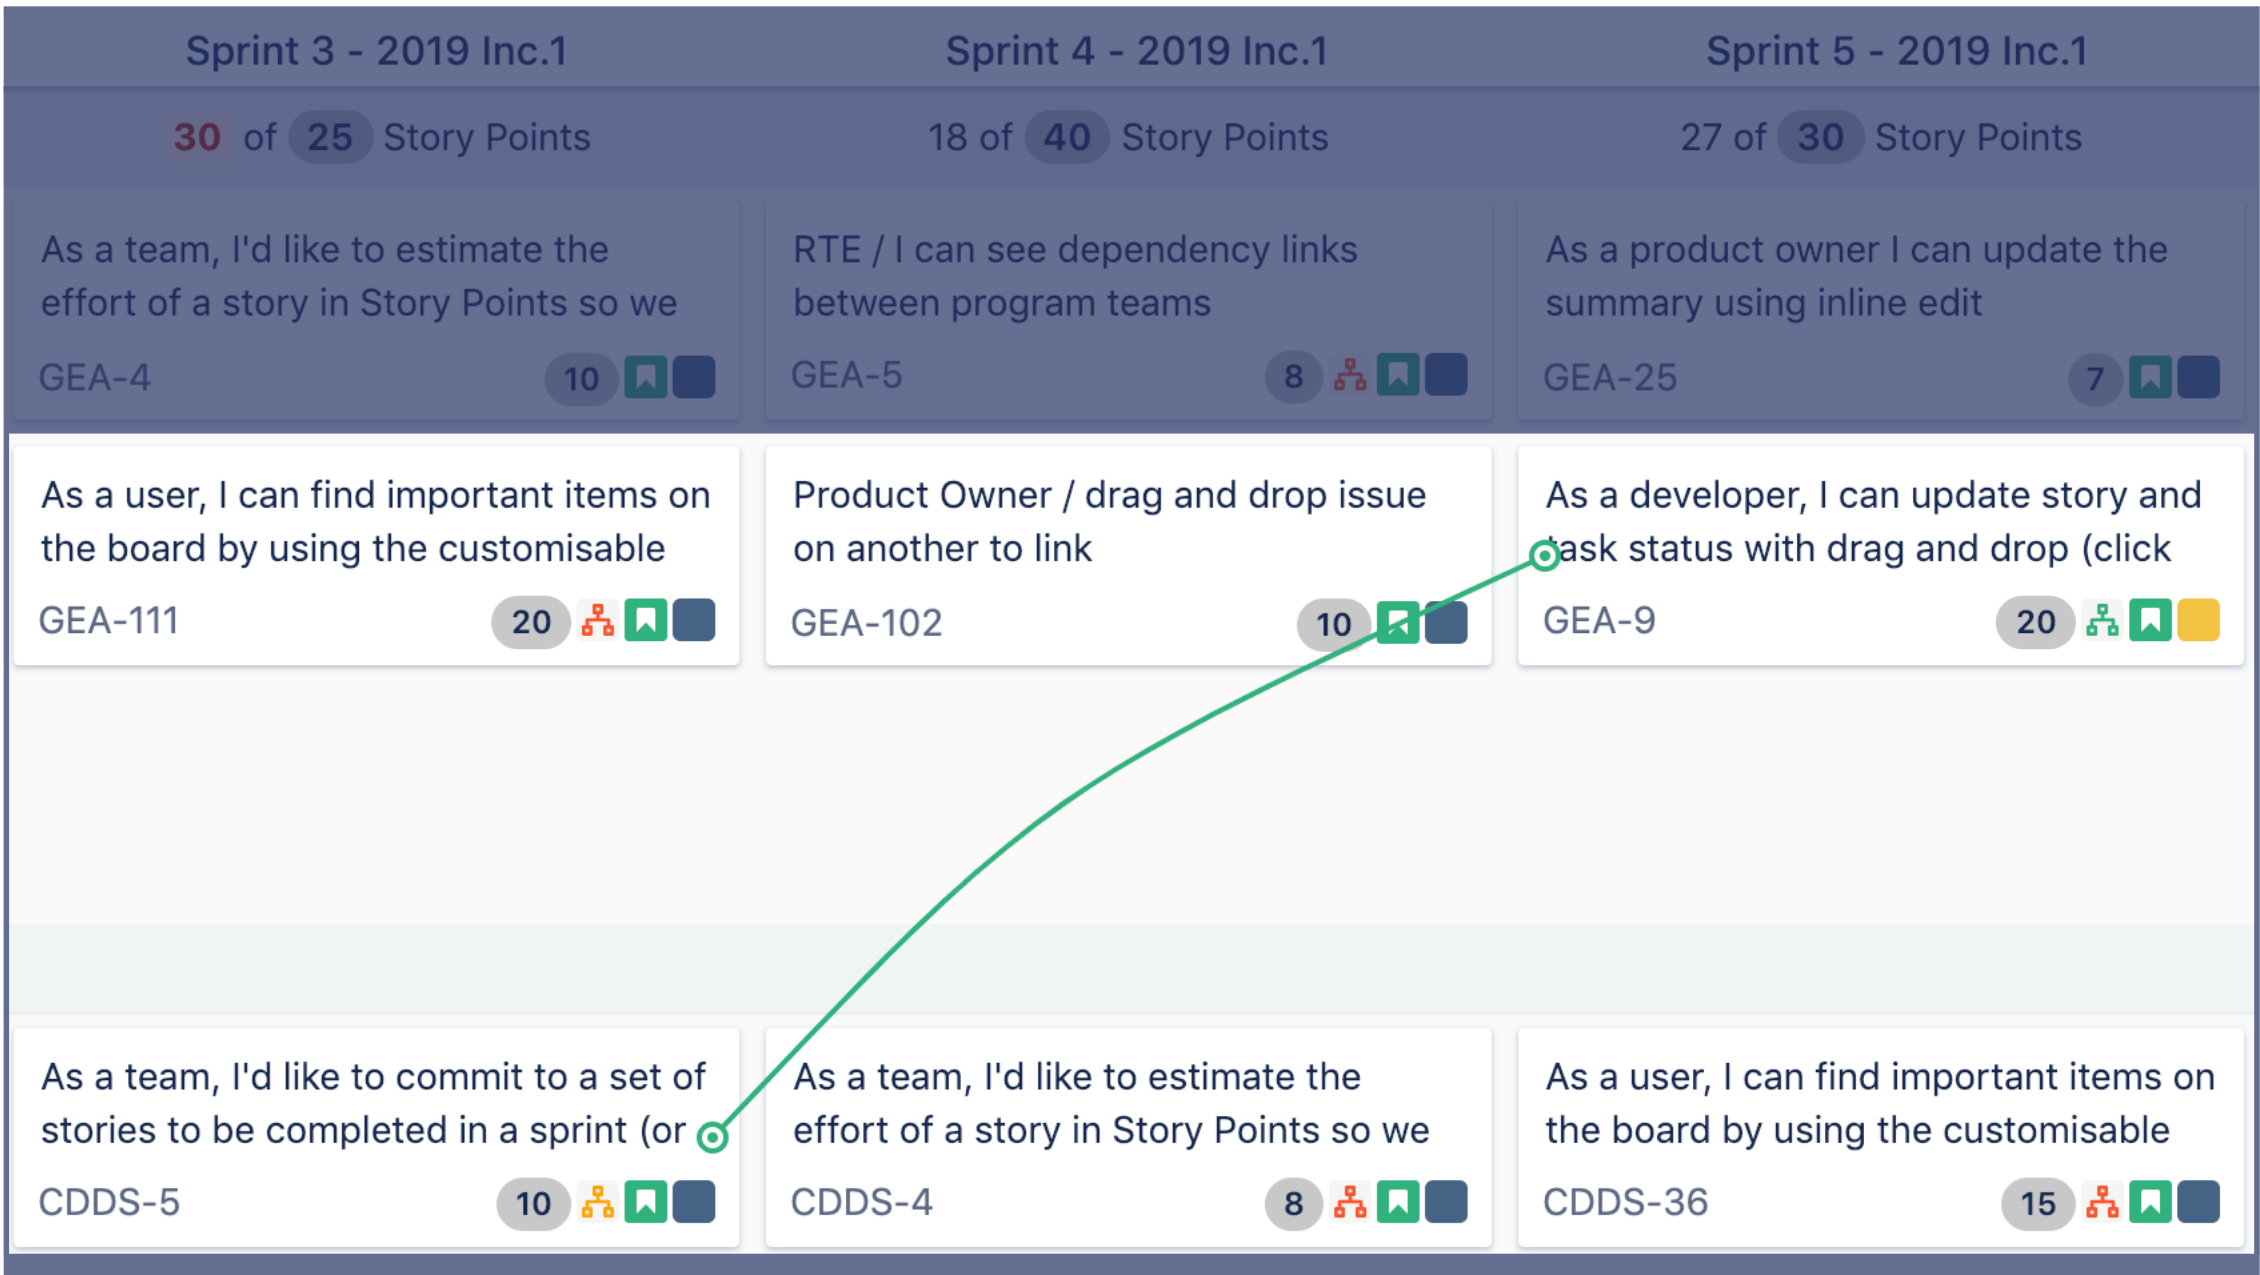 Sprint 3 - 2019 Inc.1
Sprint 4 - 2019 Inc.1
Sprint 5 - 2019 Inc.1
30 of 25 Story Points
18 of 40 Story Points
27 of 30 Story Points
As a team, I'd like to estimate the
effort of a story in Story Points so we
GEA-4
10
RTE / I can see dependency links
between program teams
GEA-5
8
As a product owner I can update the
summary using inline edit
GEA-25
7
As a user, I can find important items on
the board by using the customisable
GEA-111
20
Product Owner / drag and drop issue
on another to link
GEA-102
10
As a developer, I can update story and
task status with drag and drop (click
GEA-9
20
As a team, I'd like to commit to a set of
stories to be completed in a sprint (or
CDDS-5
10
As a team, I'd like to estimate the
effort of a story in Story Points so we
CDDS-4
8
As a user, I can find important items on
the board by using the customisable
CDDS-36
15